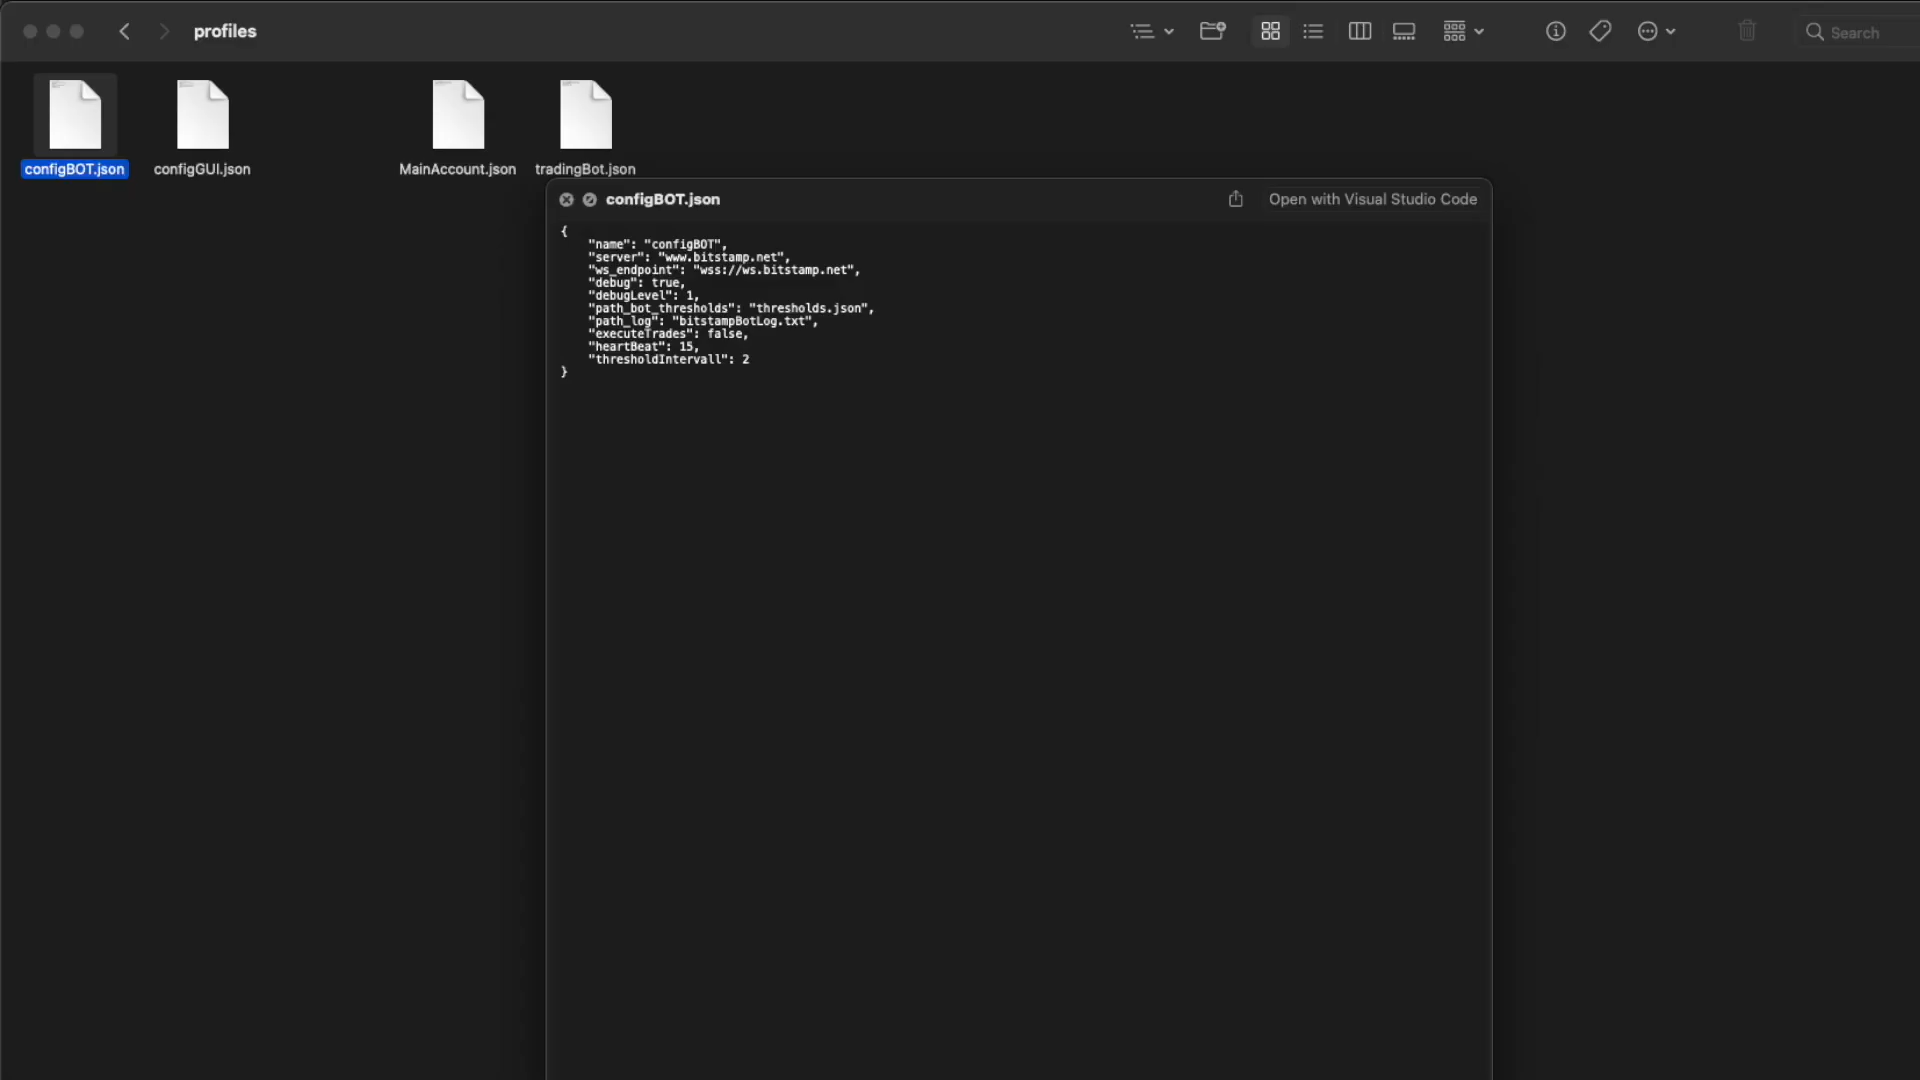 profiles
Search
configBOT.json
configGUI.json
MainAccount.json
tradingBot.json
configBOT.json
Open with Visual Studio Code
{
"name": "configBOT",
"server": "www.bitstamp.net",
"ws_endpoint": "wss://ws.bitstamp.net",
"debug": true,
"debugLevel": 1,
"path_bot_thresholds": "thresholds.json",
"path_log": "bitstampBotLog.txt",
"executeTrades": false,
"heartBeat": 15,
"thresholdIntervall": 2
}